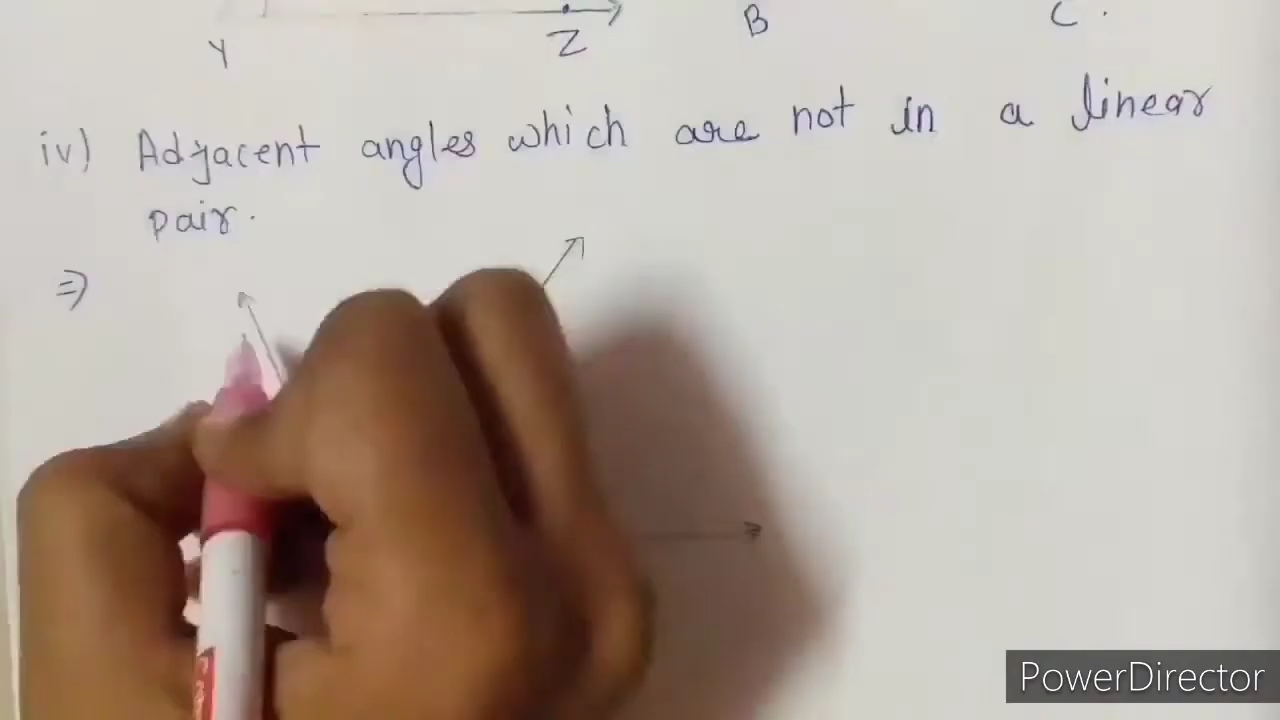 Y Z B C.
iv) Adjacent angles which are not in a linear
pair.
⇒
PowerDirector